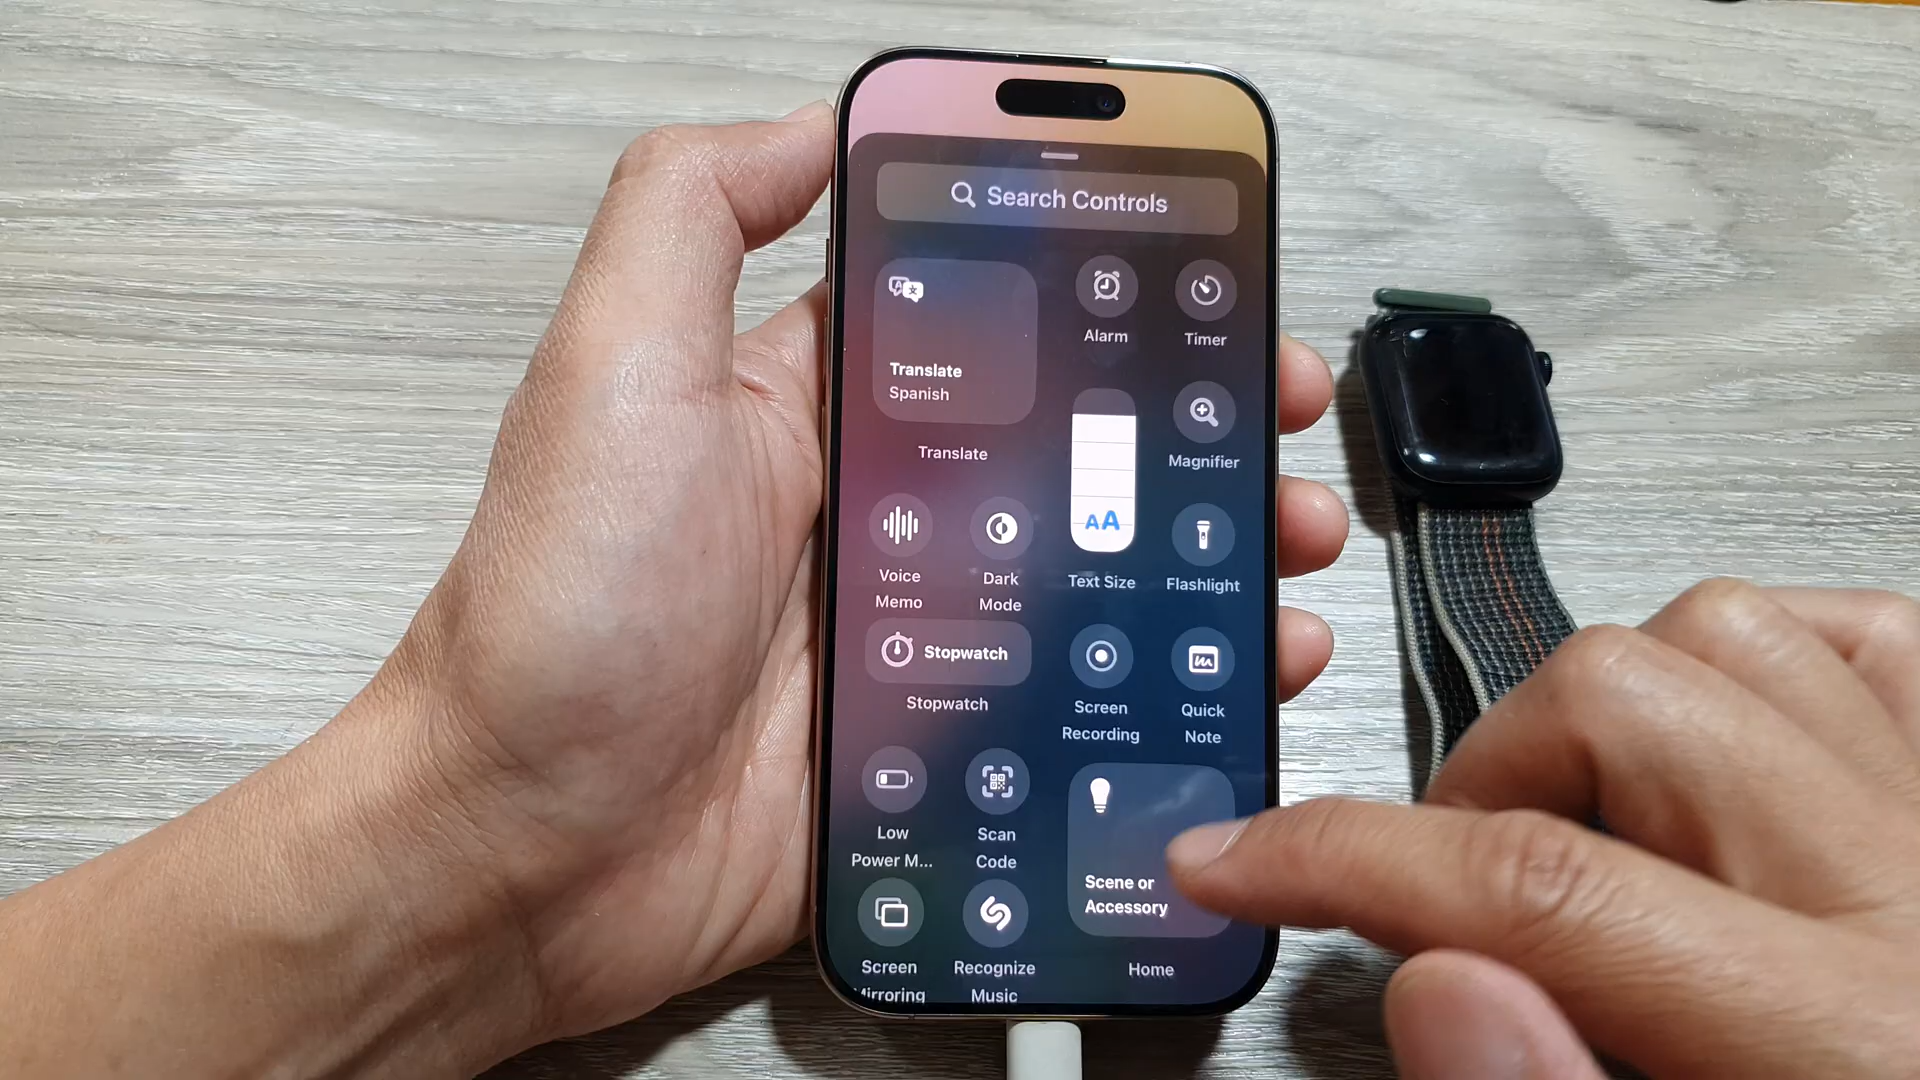 Search Controls
Translate
Spanish
Translate
Alarm
Timer
AA
Text Size
Magnifier
Voice
Memo
Dark
Mode
Flashlight
Stopwatch
Stopwatch
Screen
Recording
Quick
Note
Low
Power M...
Scan
Code
Scene or
Accessory
Home
Screen
Mirroring
Recognize
Music